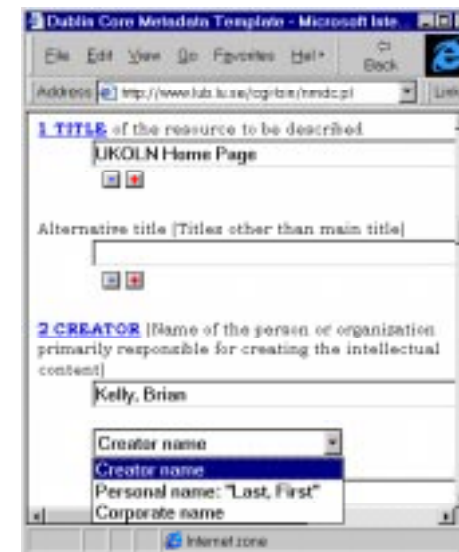 Dublin Core Metadata Template - Microsoft Inte...
File Edit View Go Favorites Help
Back
Address http://www.lub.lu.se/cgi-bin/nmdc.pl
1 TITLE of the resource to be described
UKOLN Home Page
Alternative title (Titles other than main title)
2 CREATOR (Name of the person or organization
primarily responsible for creating the intellectual
content)
Kelly, Brian
Creator name
Creator name
Personal name: "Last, First"
Corporate name
Internet zone